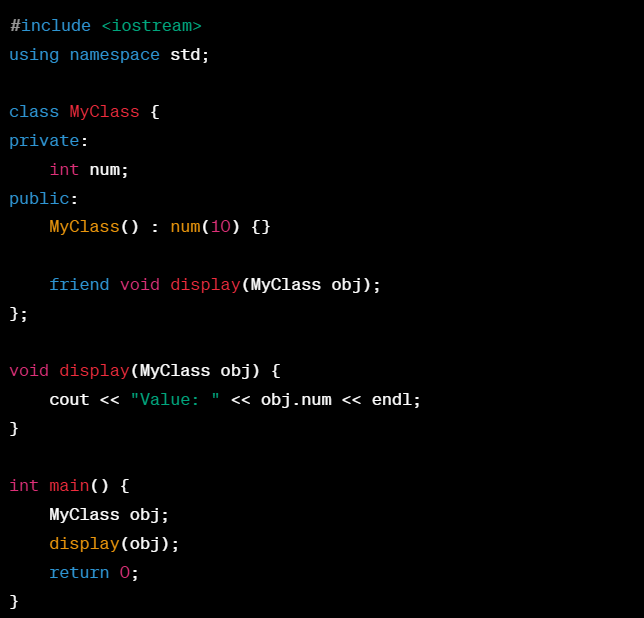 #include <iostream>
using namespace std;

class MyClass {
private:
    int num;
public:
    MyClass() : num(10) {}

    friend void display(MyClass obj);
};

void display(MyClass obj) {
    cout << "Value: " << obj.num << endl;
}

int main() {
    MyClass obj;
    display(obj);
    return 0;
}